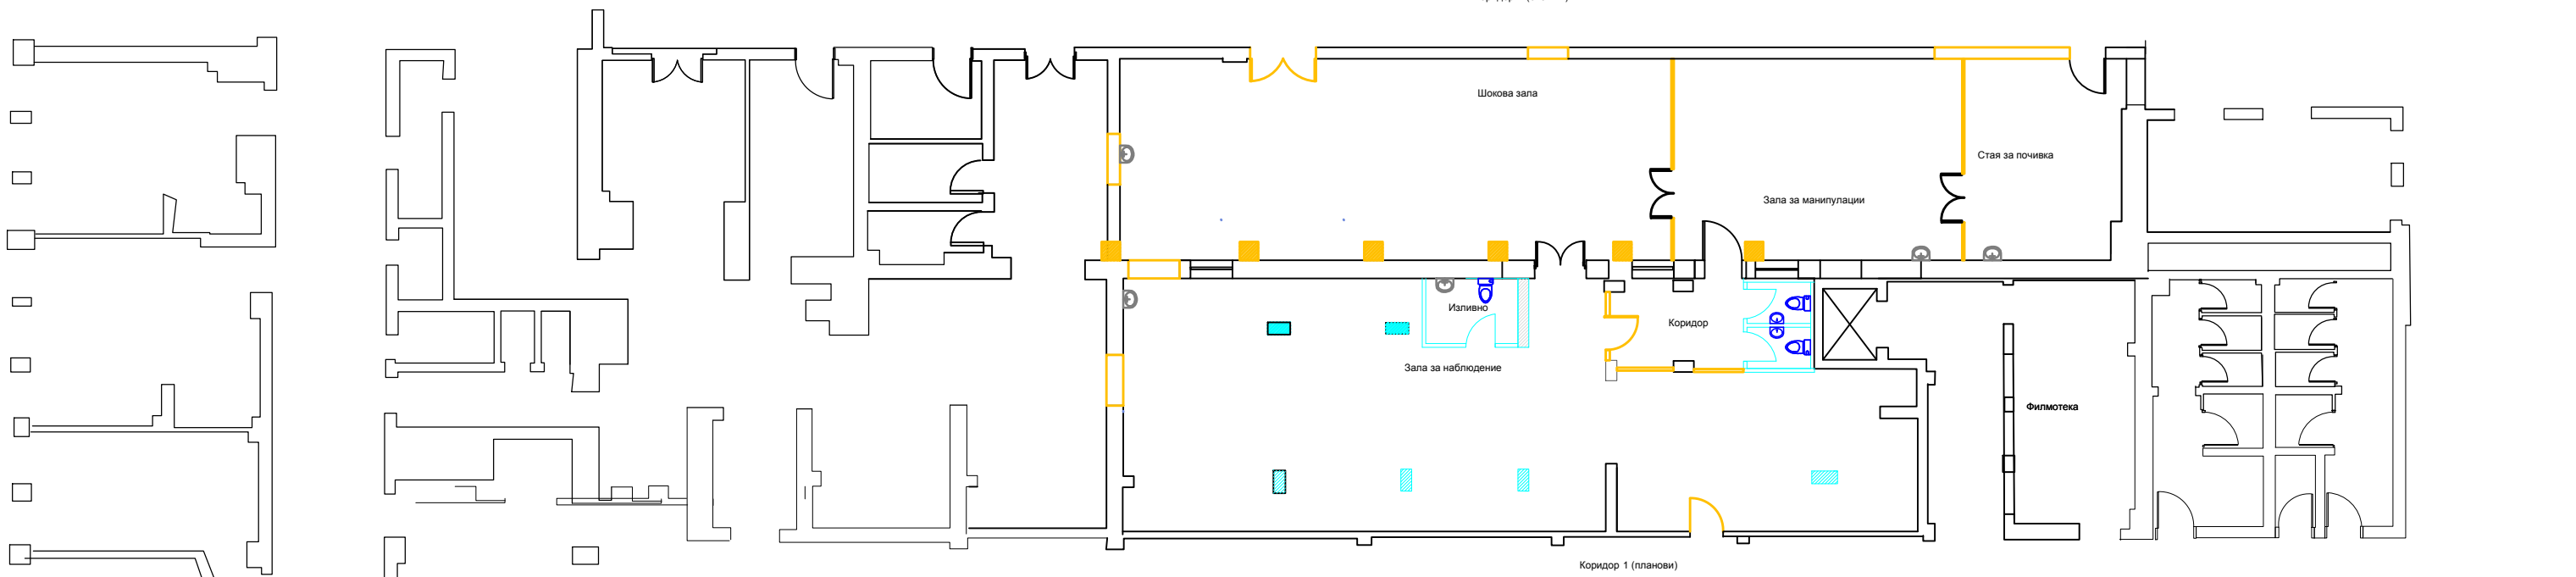 Шокова зала
Стая за почивка
Зала за манипулации
Изливно
Коридор
Зала за наблюдение
Филмотека
Коридор 1 (планови)